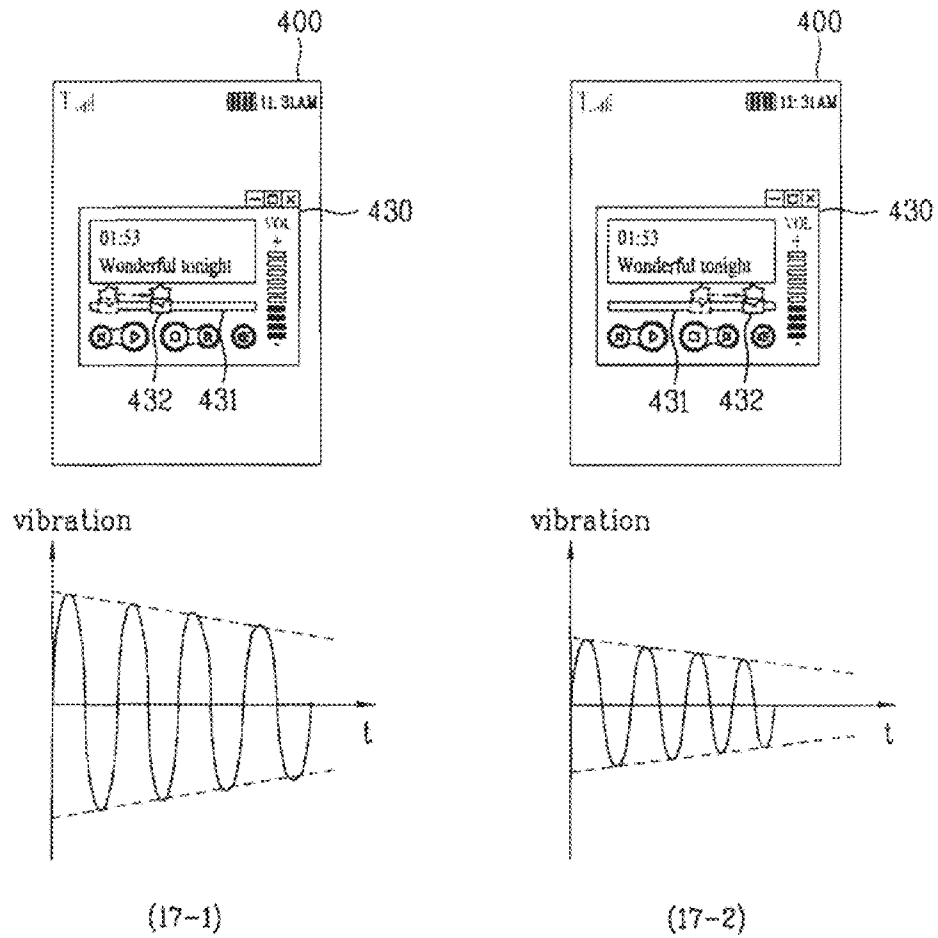 400
11:31AM
430
VOL
+
01:53
Wonderful tonight
-
432
431
vibration
t
(17-1)
400
11:31AM
430
VOL
+
01:53
Wonderful tonight
-
431
432
vibration
t
(17-2)